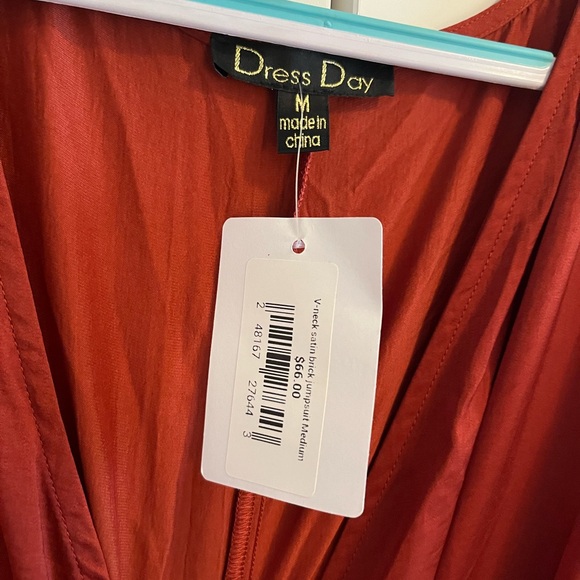 Dress Day
M
made in
china
V-neck satin brick jumpsuit Medium
$66.00
2 48167 27644 3